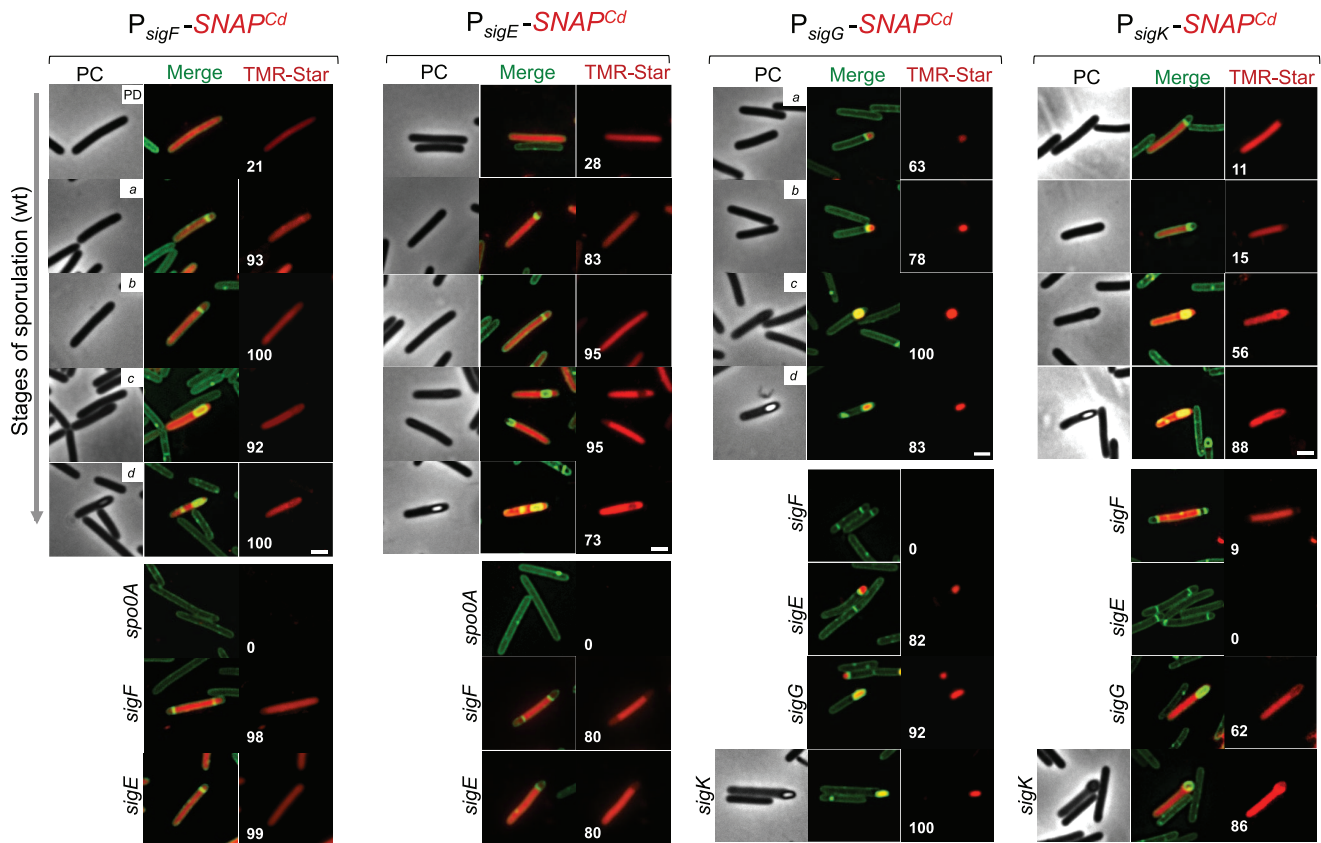 PsigF-SNAPCd
PC Merge TMR-Star
Stages of sporulation (wt)
PD
21
a
93
b
100
c
92
d
100
spo0A
0
sigF
98
sigE
99
PsigE-SNAPCd
PC Merge TMR-Star
28
83
95
95
73
spo0A
0
sigF
80
sigE
80
PsigG-SNAPCd
PC Merge TMR-Star
a
63
b
78
c
100
d
83
sigF
0
sigE
82
sigG
92
sigK
100
PsigK-SNAPCd
PC Merge TMR-Star
11
15
56
88
sigF
9
sigE
0
sigG
62
sigK
86